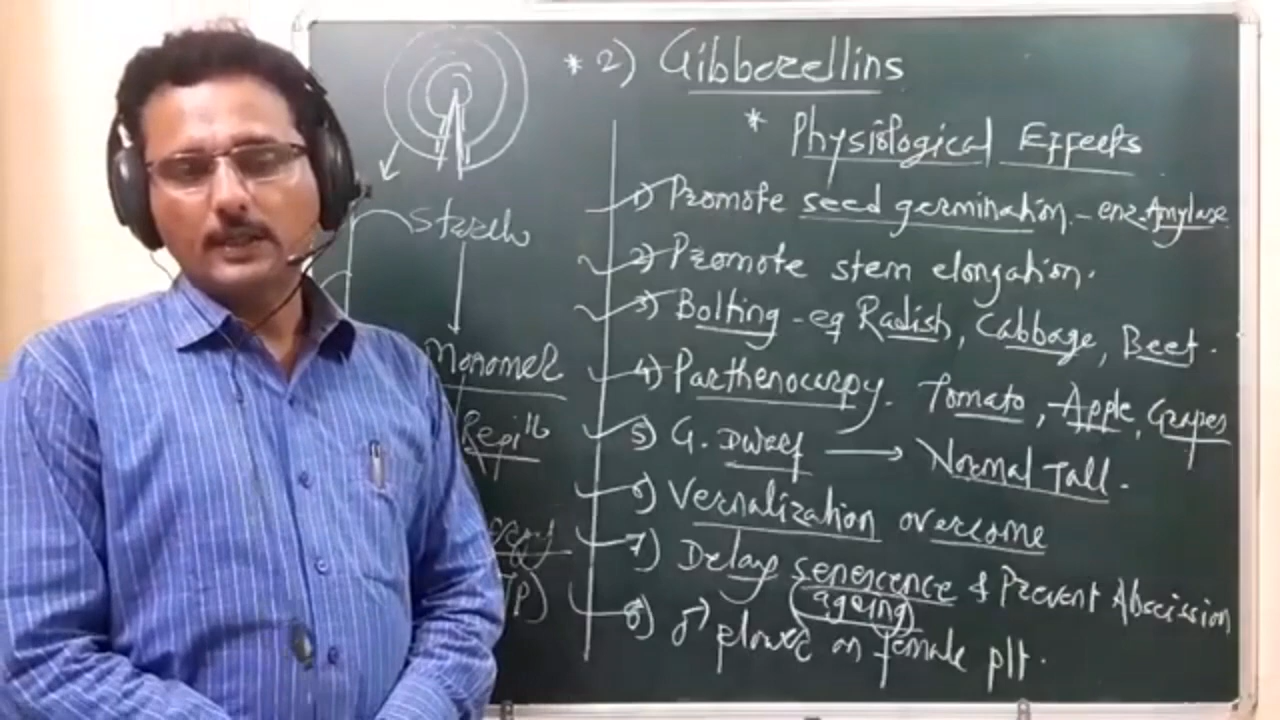 * 2) Gibberellins
* Physiological Effects
1) Promote seed germination - enz. Amylase
2) Promote stem elongation.
3) Bolting - eg Radish, Cabbage, Beet.
4) Parthenocarpy. Tomato, Apple, Grapes
5) G. Dwarf → Normal Tall.
6) Vernalization overcome
7) Delay senescence & Prevent Abscission
(ageing)
8) ♂ flower on female plt.
Starch
Monomer